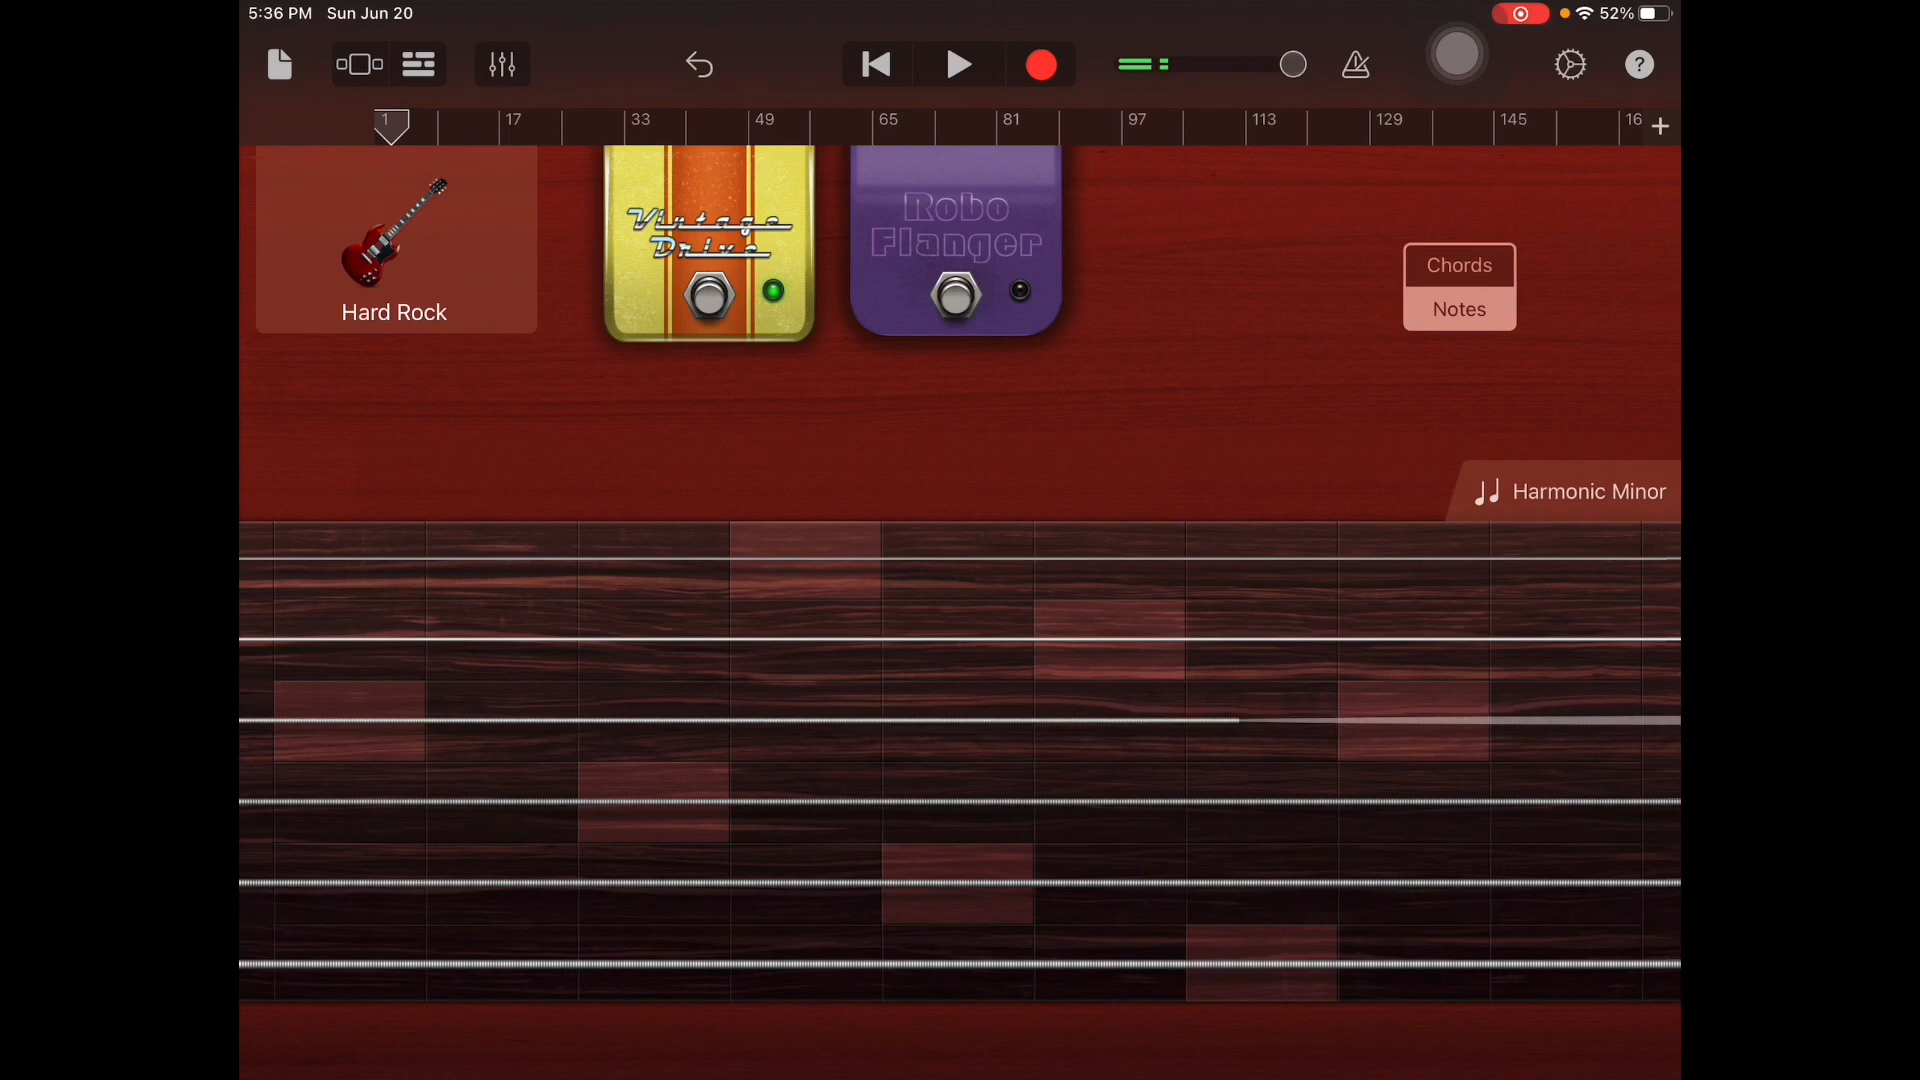 5:36 PM Sun Jun 20
52%
?
1 17 33 49 65 81 97 113 129 145 16 +
Hard Rock
Vintage
Drive
Robo
Flanger
Chords
Notes
Harmonic Minor